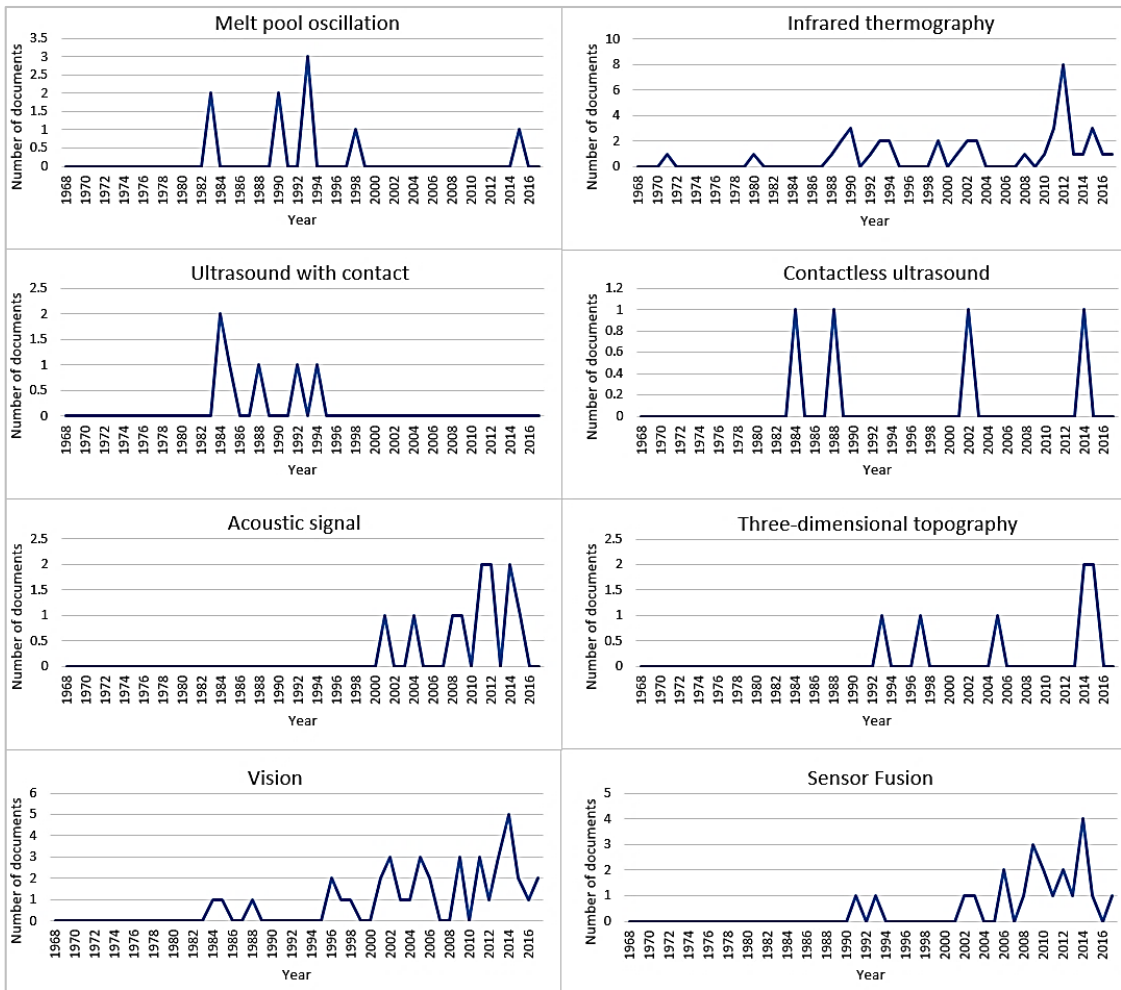 Melt pool oscillation
Number of documents
3.5
3
2.5
2
1.5
1
0.5
0
1968 1970 1972 1974 1976 1978 1980 1982 1984 1986 1988 1990 1992 1994 1996 1998 2000 2002 2004 2006 2008 2010 2012 2014 2016
Year
Infrared thermography
Number of documents
10
8
6
4
2
0
1968 1970 1972 1974 1976 1978 1980 1982 1984 1986 1988 1990 1992 1994 1996 1998 2000 2002 2004 2006 2008 2010 2012 2014 2016
Year
Ultrasound with contact
Number of documents
2.5
2
1.5
1
0.5
0
1968 1970 1972 1974 1976 1978 1980 1982 1984 1986 1988 1990 1992 1994 1996 1998 2000 2002 2004 2006 2008 2010 2012 2014 2016
Year
Contactless ultrasound
Number of documents
1.2
1
0.8
0.6
0.4
0.2
0
1968 1970 1972 1974 1976 1978 1980 1982 1984 1986 1988 1990 1992 1994 1996 1998 2000 2002 2004 2006 2008 2010 2012 2014 2016
Year
Acoustic signal
Number of documents
2.5
2
1.5
1
0.5
0
1968 1970 1972 1974 1976 1978 1980 1982 1984 1986 1988 1990 1992 1994 1996 1998 2000 2002 2004 2006 2008 2010 2012 2014 2016
Year
Three-dimensional topography
Number of documents
2.5
2
1.5
1
0.5
0
1968 1970 1972 1974 1976 1978 1980 1982 1984 1986 1988 1990 1992 1994 1996 1998 2000 2002 2004 2006 2008 2010 2012 2014 2016
Year
Vision
Number of documents
6
5
4
3
2
1
0
1968 1970 1972 1974 1976 1978 1980 1982 1984 1986 1988 1990 1992 1994 1996 1998 2000 2002 2004 2006 2008 2010 2012 2014 2016
Year
Sensor Fusion
Number of documents
5
4
3
2
1
0
1968 1970 1972 1974 1976 1978 1980 1982 1984 1986 1988 1990 1992 1994 1996 1998 2000 2002 2004 2006 2008 2010 2012 2014 2016
Year